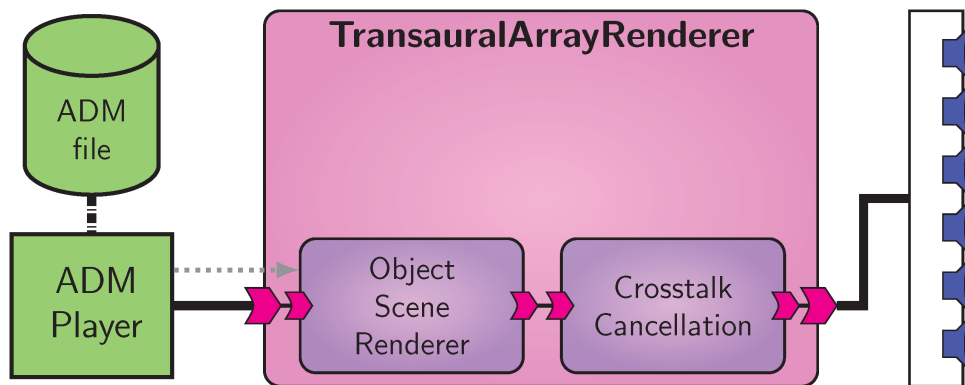 TransauralArrayRenderer
ADM
file
ADM
Player
Object
Scene
Renderer
Crosstalk
Cancellation